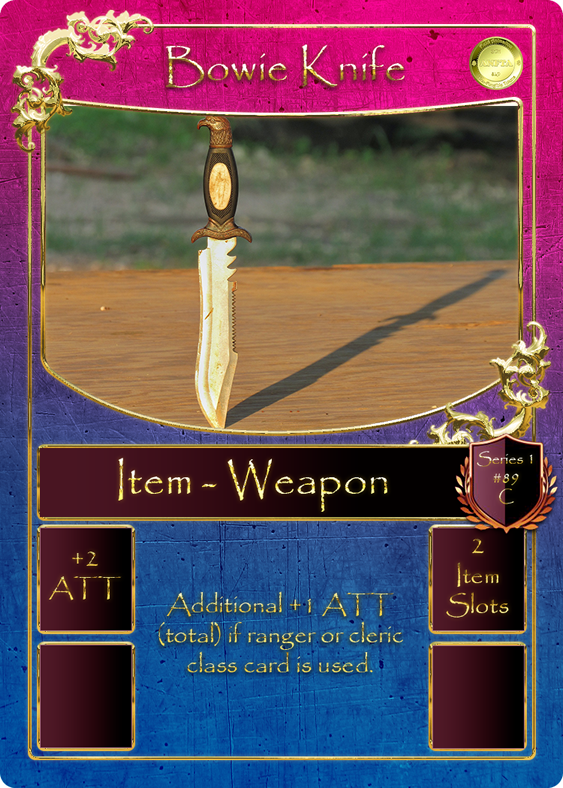 Bowie Knife
Item - Weapon
Series 1
#89
C
+2
ATT
2
Item
Slots
Additional +1 ATT
(total) if ranger or cleric
class card is used.